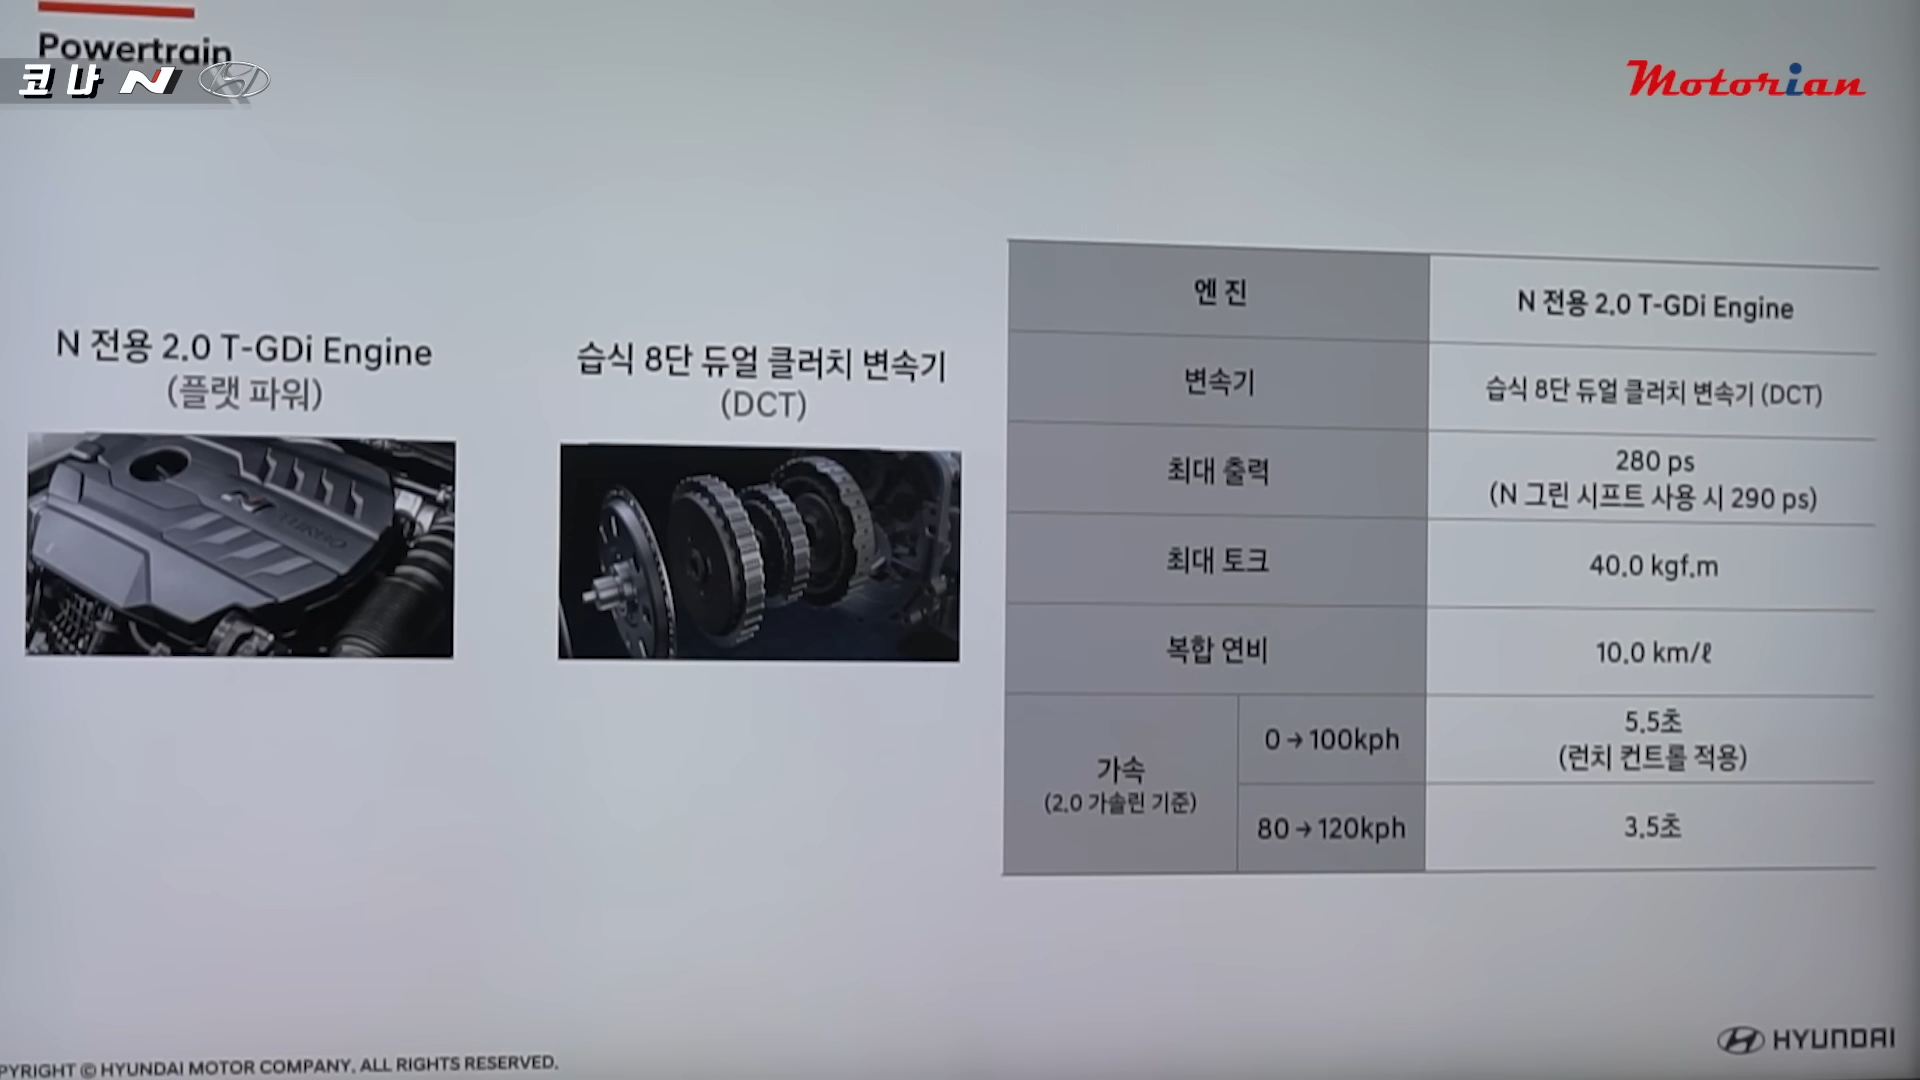 Powertrain
코나 N
Motorian
N 전용 2.0 T-GDi Engine
(플랫 파워)
TURBO
습식 8단 듀얼 클러치 변속기
(DCT)
엔 진
N 전용 2.0 T-GDi Engine
변속기
습식 8단 듀얼 클러치 변속기 (DCT)
최대 출력
280 ps
(N 그린 시프트 사용 시 290 ps)
최대 토크
40.0 kgf.m
복합 연비
10.0 km/ℓ
가속
(2.0 가솔린 기준)
0→100kph
5.5초
(런치 컨트롤 적용)
80→120kph
3.5초
HYUNDAI
PYRIGHT © HYUNDAI MOTOR COMPANY, ALL RIGHTS RESERVED.